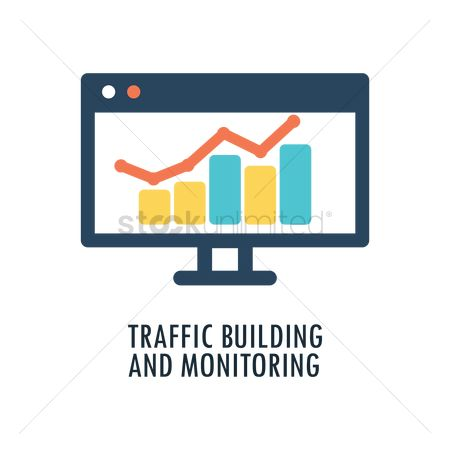 StockUnlimited
TRAFFIC BUILDING
AND MONITORING